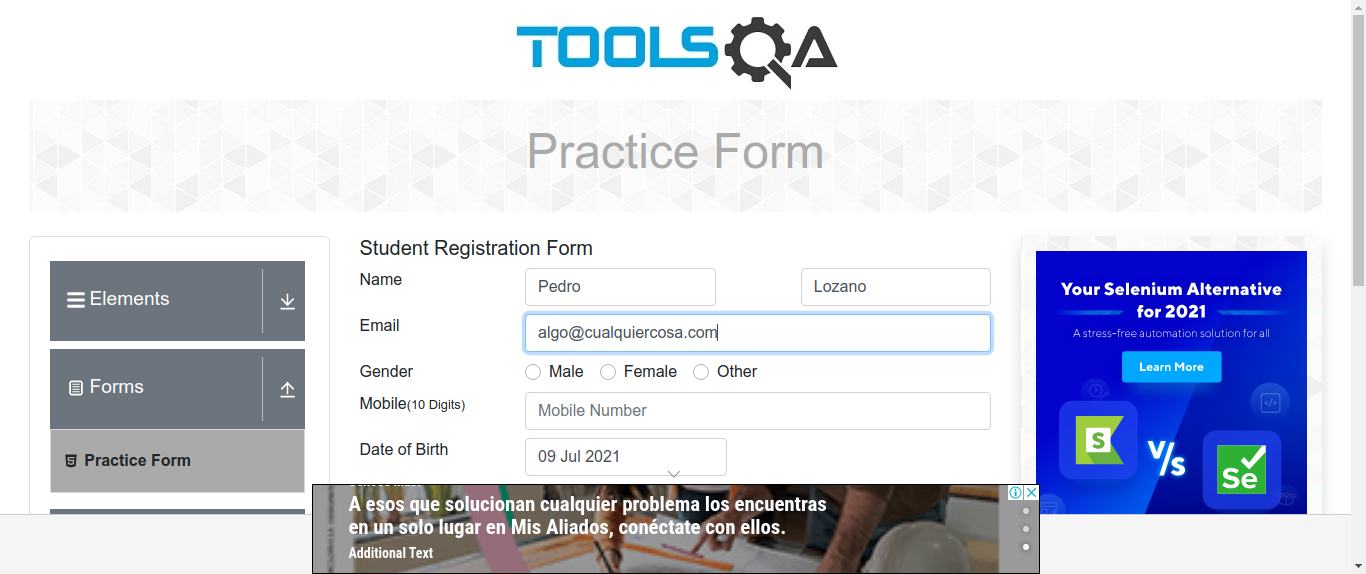 TOOLSQA
Practice Form
Elements
Forms
Practice Form
Student Registration Form
Name
Pedro
Lozano
Email
algo@cualquiercosa.com
Gender
Male
Female
Other
Mobile(10 Digits)
Mobile Number
Date of Birth
09 Jul 2021
Your Selenium Alternative
for 2021
A stress-free automation solution for all
Learn More
S
V/s
Se
A esos que solucionan cualquier problema los encuentras
en un solo lugar en Mis Aliados, conéctate con ellos.
Additional Text